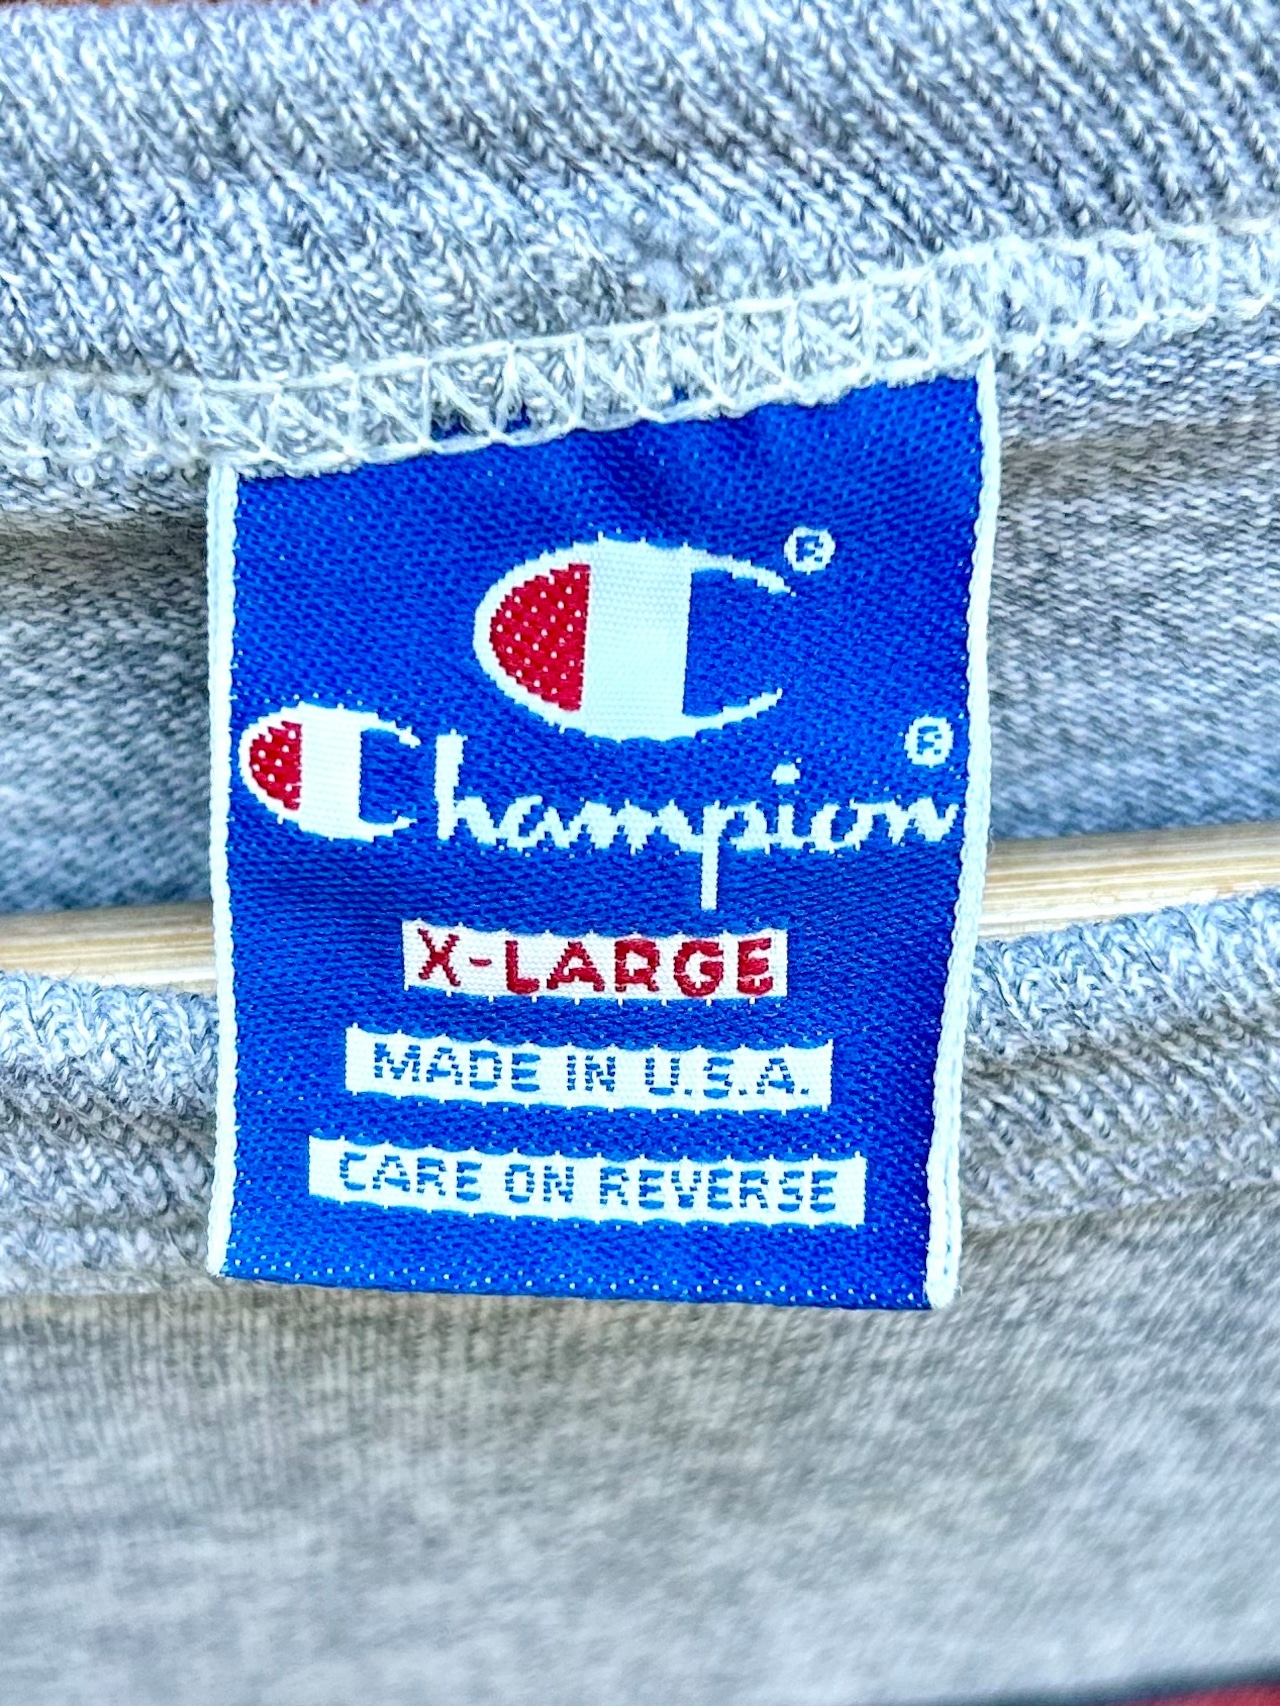 C®
Champion®
X-LARGE
MADE IN U.S.A.
CARE ON REVERSE